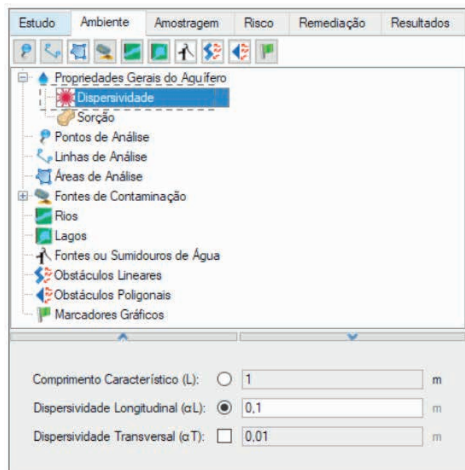 Estudo Ambiente Amostragem Risco Remediação Resultados
Propriedades Gerais do Aquífero
Dispersividade
Sorção
Pontos de Análise
Linhas de Análise
Áreas de Análise
Fontes de Contaminação
Rios
Lagos
Fontes ou Sumidouros de Água
Obstáculos Lineares
Obstáculos Poligonais
Marcadores Gráficos
Comprimento Característico (L): 1 m
Dispersividade Longitudinal (αL): 0,1 m
Dispersividade Transversal (αT): 0,01 m